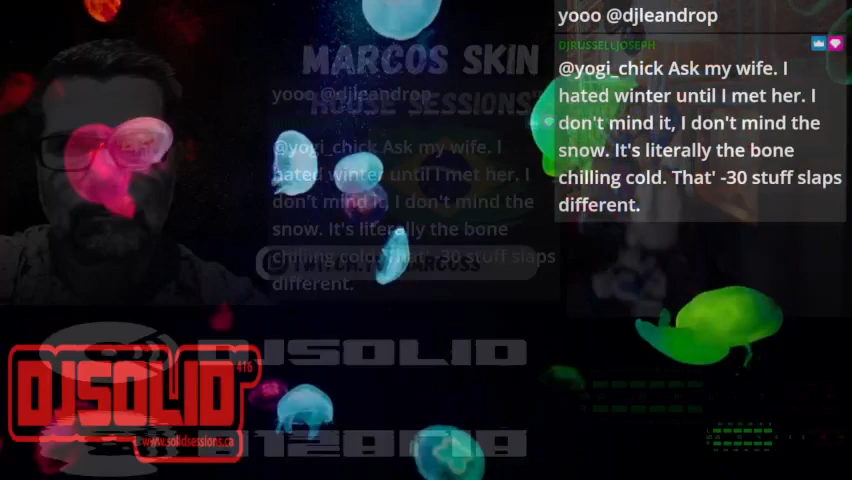 yooo @djleandrop
DJRUSSELLJOSEPH
@yogi_chick Ask my wife. I
hated winter until I met her. I
don't mind it, I don't mind the
snow. It's literally the bone
chilling cold. That' -30 stuff slaps
different.
MARCOS SKIN
"HOUSE SESSIONS"
yooo @djleandrop
@yogi_chick Ask my wife. I
hated winter until I met her. I
don't mind it, I don't mind the
snow. It's literally the bone
chilling cold. That' -30 stuff slaps
different.
DJSOLID
DJSOLID
416
www.solidsessions.ca